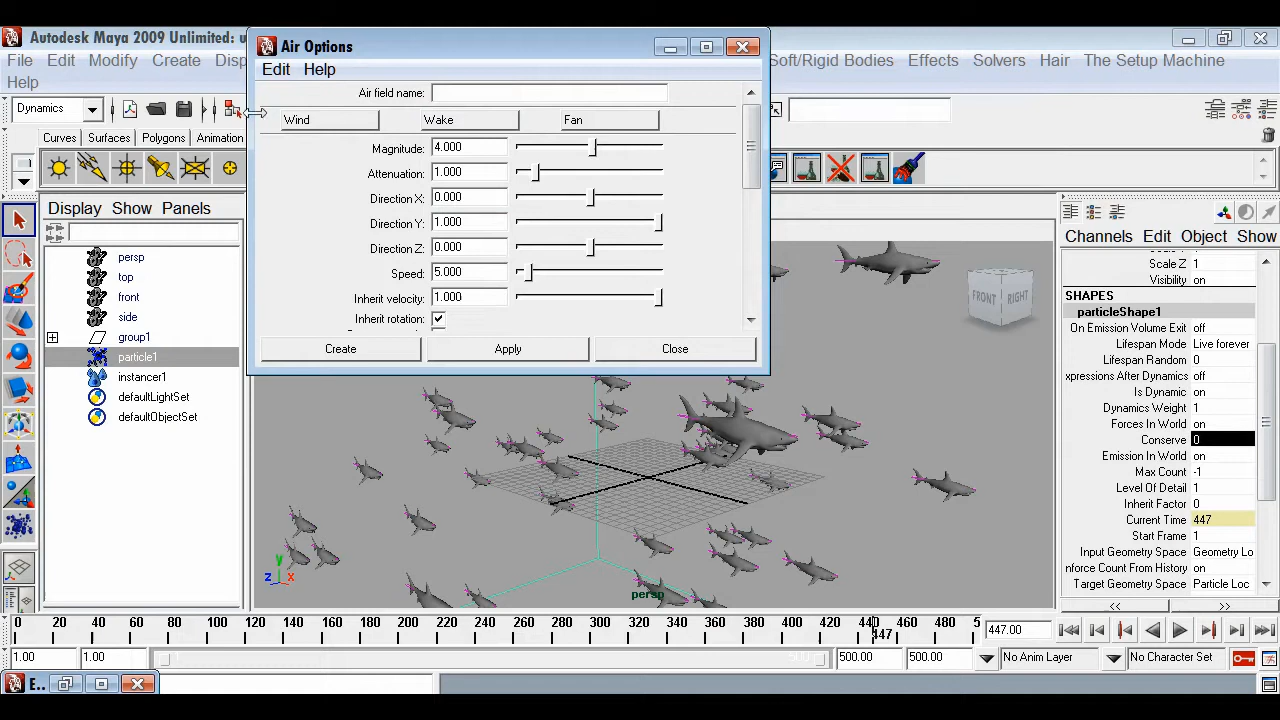 Autodesk Maya 2009 Unlimited: u
File Edit Modify Create Disp
Soft/Rigid Bodies Effects Solvers Hair The Setup Machine
Help
Dynamics
Curves Surfaces Polygons Animation
Display Show Panels
persp
top
front
side
group1
particle1
instancer1
defaultLightSet
defaultObjectSet
Air Options
Edit Help
Air field name:
Wind Wake Fan
Magnitude: 4.000
Attenuation: 1.000
Direction X: 0.000
Direction Y: 1.000
Direction Z: 0.000
Speed: 5.000
Inherit velocity: 1.000
Inherit rotation:
Create Apply Close
FRONT RIGHT
y
z x
persp
Channels Edit Object Show
Scale Z 1
Visibility on
SHAPES
particleShape1
On Emission Volume Exit off
Lifespan Mode Live forever
Lifespan Random 0
xpressions After Dynamics off
Is Dynamic on
Dynamics Weight 1
Forces In World on
Conserve 0
Emission In World on
Max Count -1
Level Of Detail 1
Inherit Factor 0
Current Time 447
Start Frame 1
Input Geometry Space Geometry Lo
nforce Count From History on
Target Geometry Space Particle Loc
<< >>
0 20 40 60 80 100 120 140 160 180 200 220 240 260 280 300 320 340 360 380 400 420 440 460 480 5
447
447.00
1.00 1.00 500.00 500.00 No Anim Layer No Character Set
E..